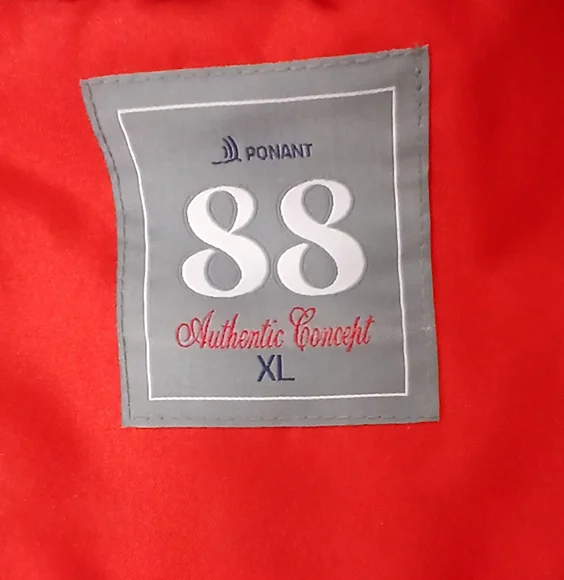 PONANT
88
Authentic Concept
XL